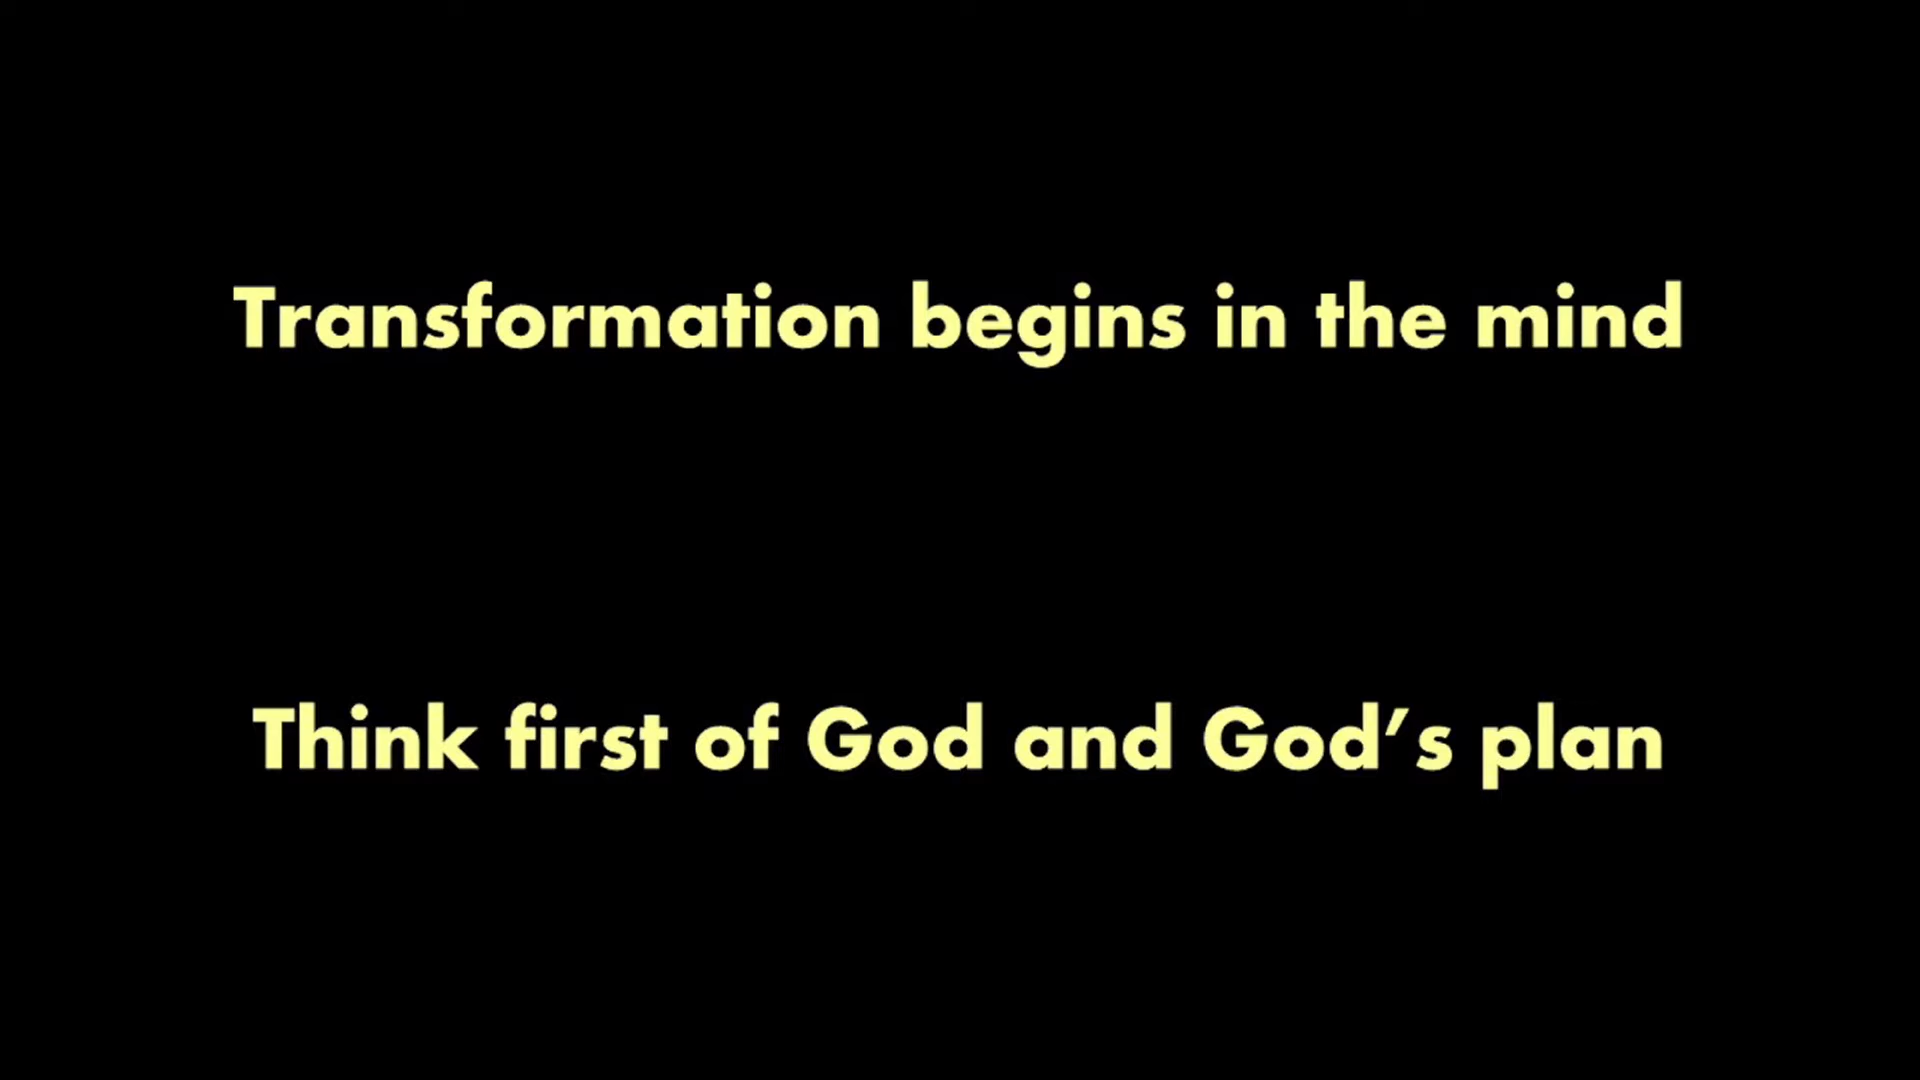 Transformation begins in the mind
Think first of God and God’s plan